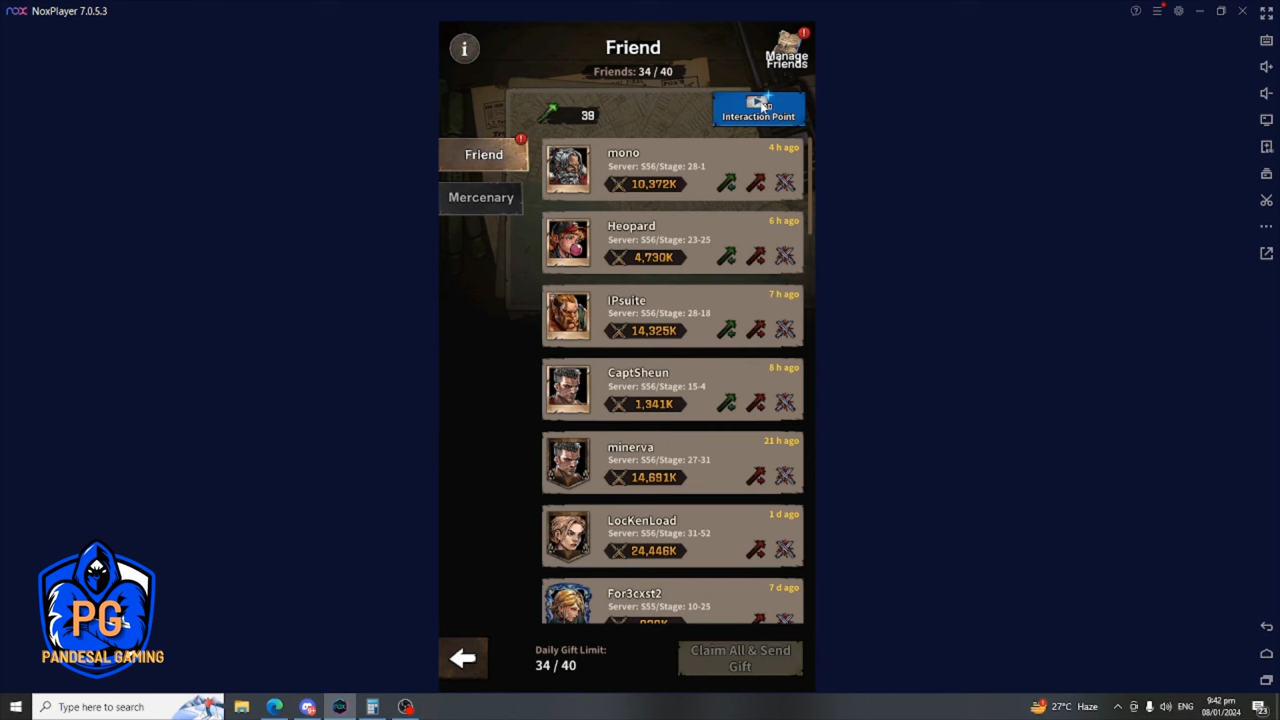 NoxPlayer 7.0.5.3
Friend
Manage
Friends
Friends: 34 / 40
39
Interaction Point
Friend
Mercenary
mono
4 h ago
Server: S56/Stage: 28-1
10,372K
Heopard
6 h ago
Server: S56/Stage: 23-25
4,730K
IPsuite
7 h ago
Server: S56/Stage: 28-18
14,325K
CaptSheun
8 h ago
Server: S56/Stage: 15-4
1,341K
minerva
21 h ago
Server: S56/Stage: 27-31
14,691K
LocKenLoad
1 d ago
Server: S56/Stage: 31-52
24,446K
For3cxst2
7 d ago
Server: S55/Stage: 10-25
Daily Gift Limit:
34 / 40
Claim All & Send
Gift
PG
PANDESAL GAMING
Type here to search
27°C Haze
ENG
9:42 pm
08/01/2024
23